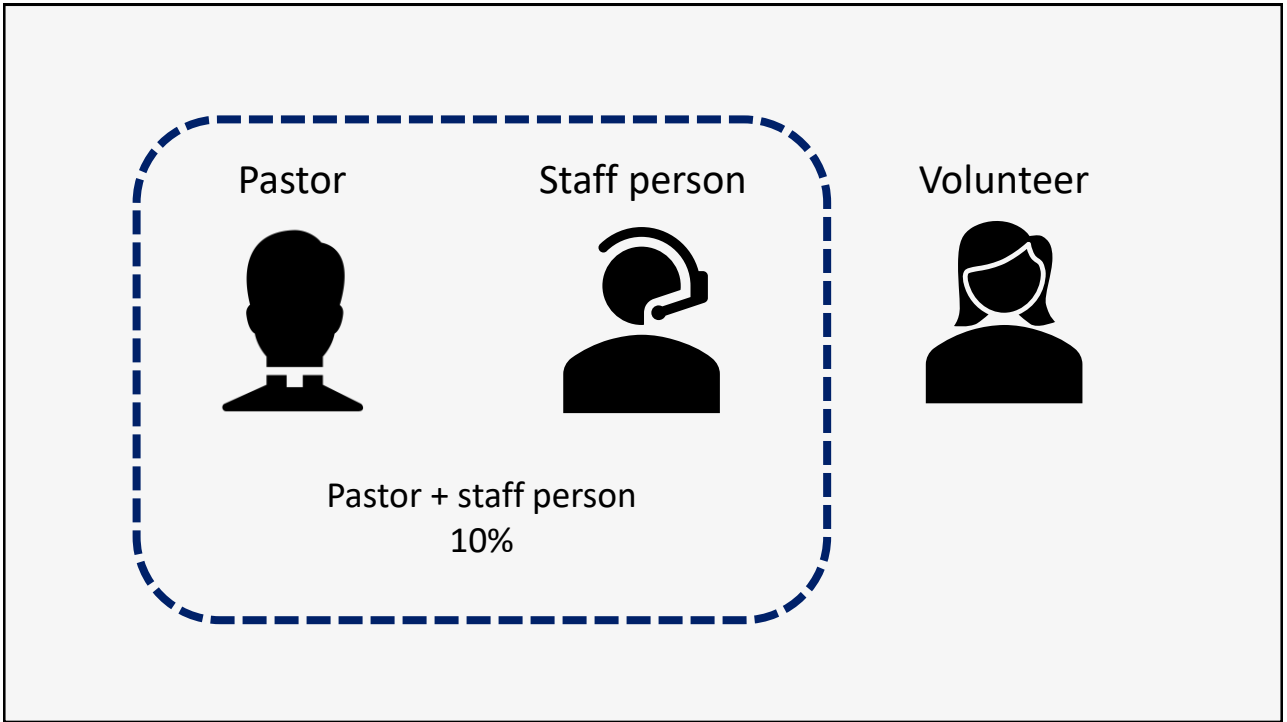 Pastor
Staff person
Volunteer
Pastor + staff person
10%